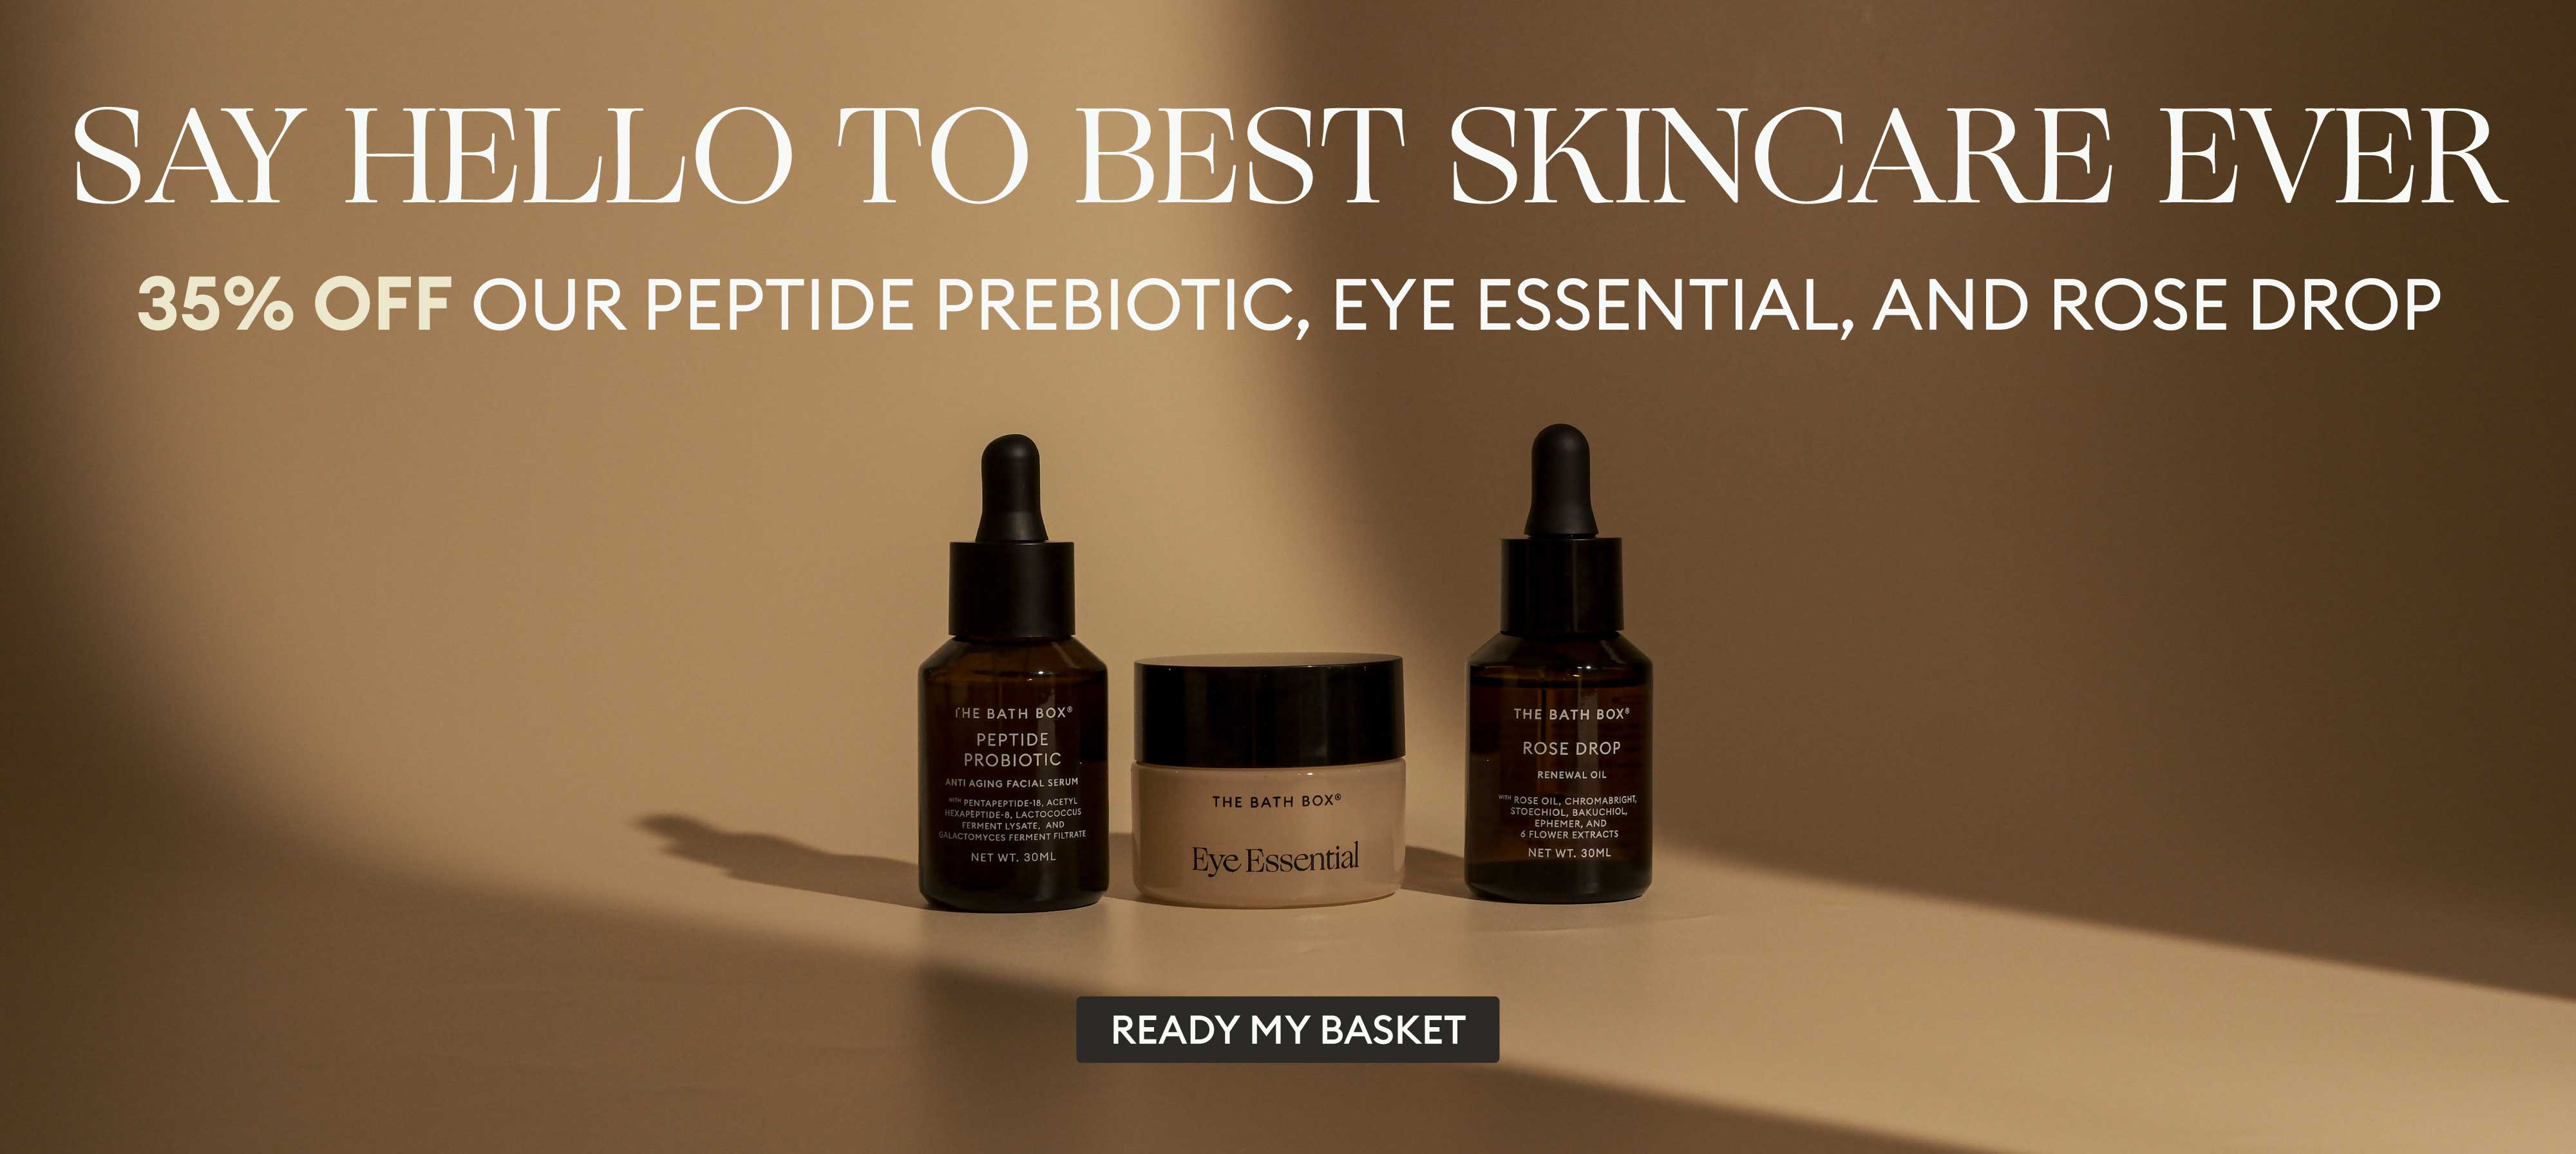 SAY HELLO TO BEST SKINCARE EVER
35% OFF OUR PEPTIDE PREBIOTIC, EYE ESSENTIAL, AND ROSE DROP
THE BATH BOX®
PEPTIDE
PROBIOTIC
ANTI AGING FACIAL SERUM
WITH PENTAPEPTIDE-18, ACETYL
HEXAPEPTIDE-8, LACTOCOCCUS
FERMENT LYSATE, AND
GALACTOMYCES FERMENT FILTRATE
NET WT. 30ML
THE BATH BOX®
Eye Essential
THE BATH BOX®
ROSE DROP
RENEWAL OIL
WITH ROSE OIL, CHROMABRIGHT,
STOECHIOL, BAKUCHIOL,
EPHEMER, AND
6 FLOWER EXTRACTS
NET WT. 30ML
READY MY BASKET